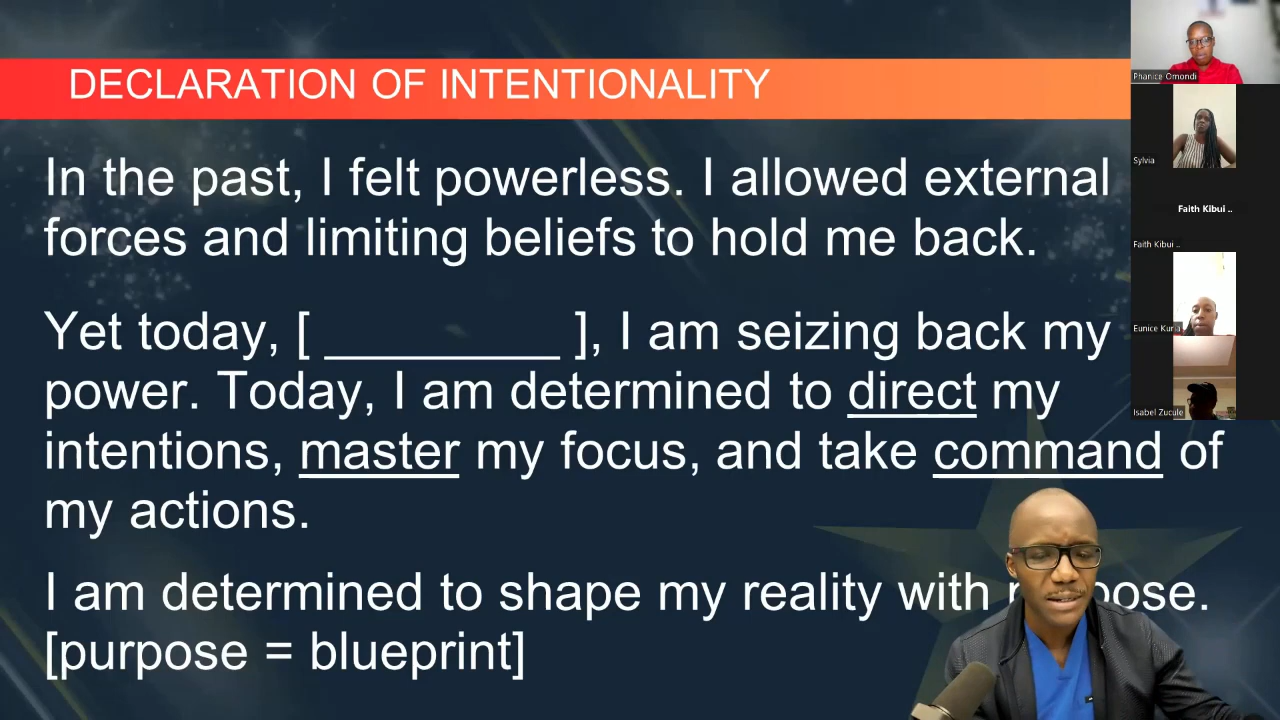 DECLARATION OF INTENTIONALITY
In the past, I felt powerless. I allowed external
forces and limiting beliefs to hold me back.
Yet today, [ _________ ], I am seizing back my
power. Today, I am determined to direct my
intentions, master my focus, and take command of
my actions.
I am determined to shape my reality with
[purpose = blueprint]
Phanice Omondi
Sylvia
Faith Kibui ..
Faith Kibui ..
Eunice Kuria
Isabel Zucule